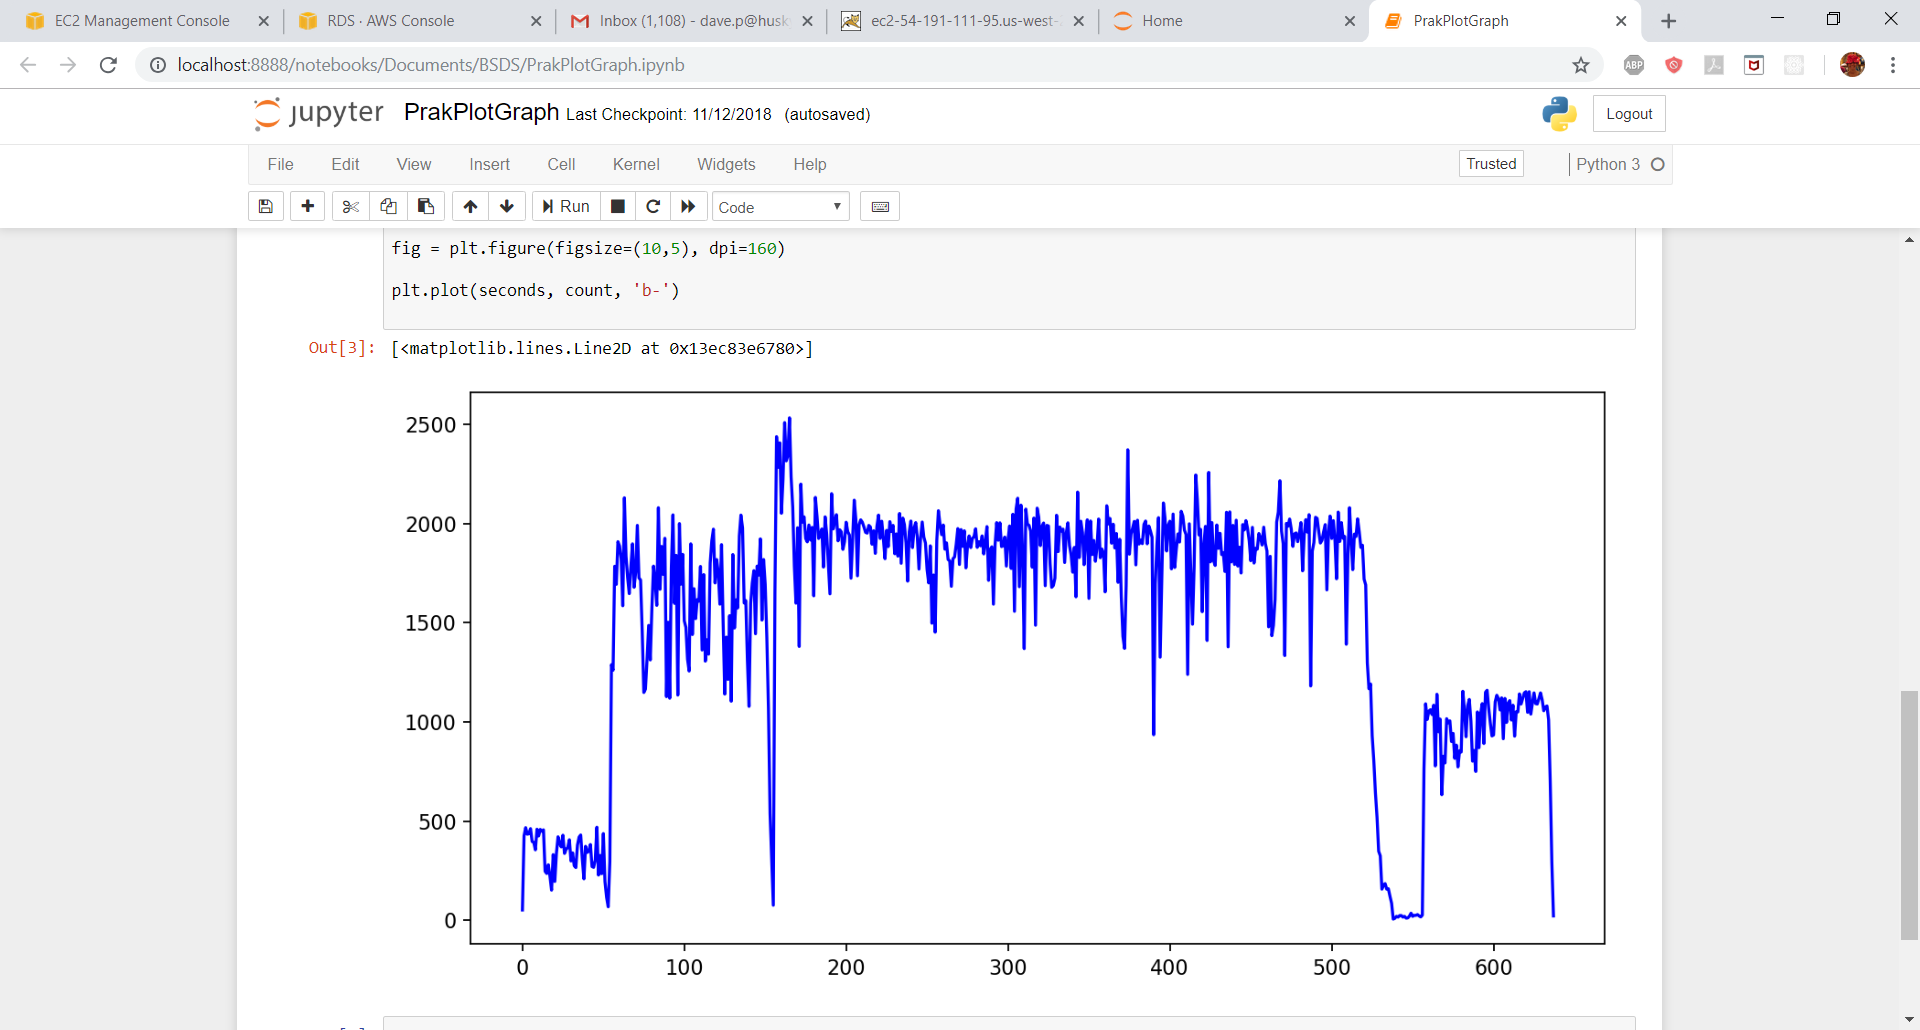 EC2 Management Console
RDS · AWS Console
Inbox (1,108) - dave.p@husk
ec2-54-191-111-95.us-west-
Home
PrakPlotGraph
localhost:8888/notebooks/Documents/BSDS/PrakPlotGraph.ipynb
ABP
jupyter PrakPlotGraph Last Checkpoint: 11/12/2018 (autosaved)
Logout
File Edit View Insert Cell Kernel Widgets Help
Trusted
Python 3
Run
Code
fig = plt.figure(figsize=(10,5), dpi=160)
plt.plot(seconds, count, 'b-')
Out[3]: [<matplotlib.lines.Line2D at 0x13ec83e6780>]
2500
2000
1500
1000
500
0
0 100 200 300 400 500 600